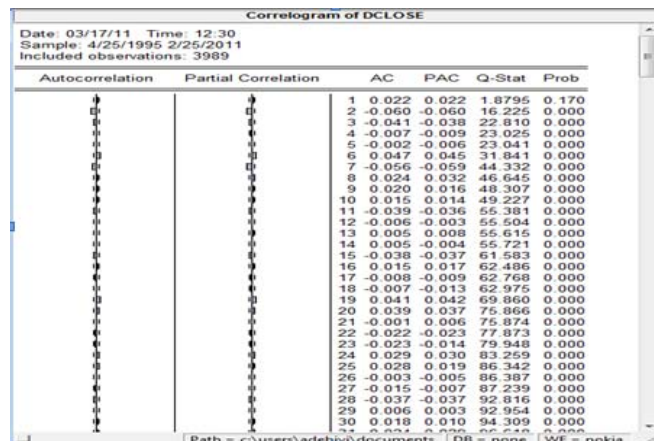 Correlogram of DCLOSE
Date: 03/17/11 Time: 12:30
Sample: 4/25/1995 2/25/2011
Included observations: 3989
Autocorrelation Partial Correlation AC PAC Q-Stat Prob
1 0.022 0.022 1.8795 0.170
2 -0.060 -0.060 16.225 0.000
3 -0.041 -0.038 22.810 0.000
4 -0.007 -0.009 23.025 0.000
5 -0.002 -0.006 23.041 0.000
6 0.047 0.045 31.841 0.000
7 -0.056 -0.059 44.332 0.000
8 0.024 0.032 46.645 0.000
9 0.020 0.016 48.307 0.000
10 0.015 0.014 49.227 0.000
11 -0.039 -0.036 55.381 0.000
12 -0.006 -0.003 55.504 0.000
13 0.005 0.008 55.615 0.000
14 0.005 -0.004 55.721 0.000
15 -0.038 -0.037 61.583 0.000
16 0.015 0.017 62.486 0.000
17 -0.008 -0.009 62.768 0.000
18 -0.007 -0.013 62.975 0.000
19 0.041 0.042 69.860 0.000
20 0.039 0.037 75.866 0.000
21 -0.001 0.006 75.874 0.000
22 -0.022 -0.023 77.873 0.000
23 -0.023 -0.014 79.948 0.000
24 0.029 0.030 83.259 0.000
25 0.028 0.019 86.342 0.000
26 -0.003 -0.005 86.387 0.000
27 -0.015 -0.007 87.239 0.000
28 -0.037 -0.037 92.816 0.000
29 0.006 0.003 92.954 0.000
30 0.018 0.010 94.309 0.000
Path = c:\users\adebiyi\documents DB = none WF = nokia